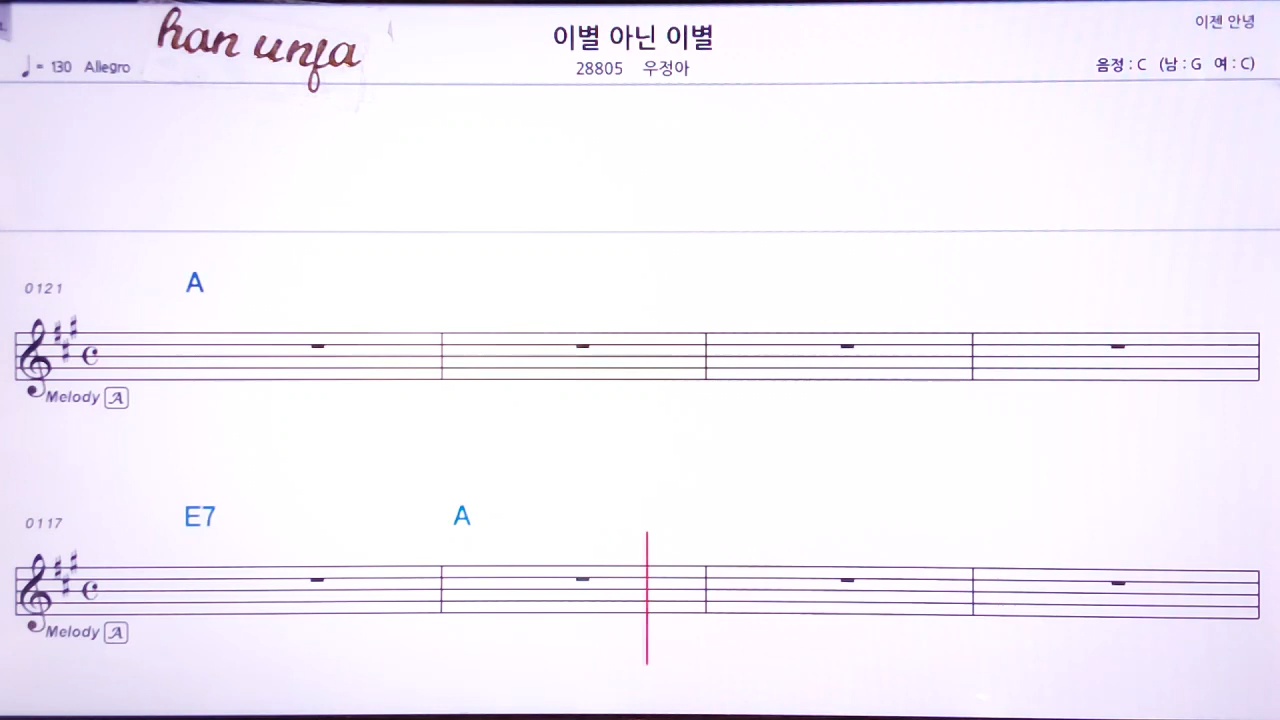 han unfa
이별 아닌 이별
이젠 안녕
♩= 130 Allegro
28805 우정아
음정 : C (남 : G 여 : C)
0121
A
Melody A
0117
E7 A
Melody A